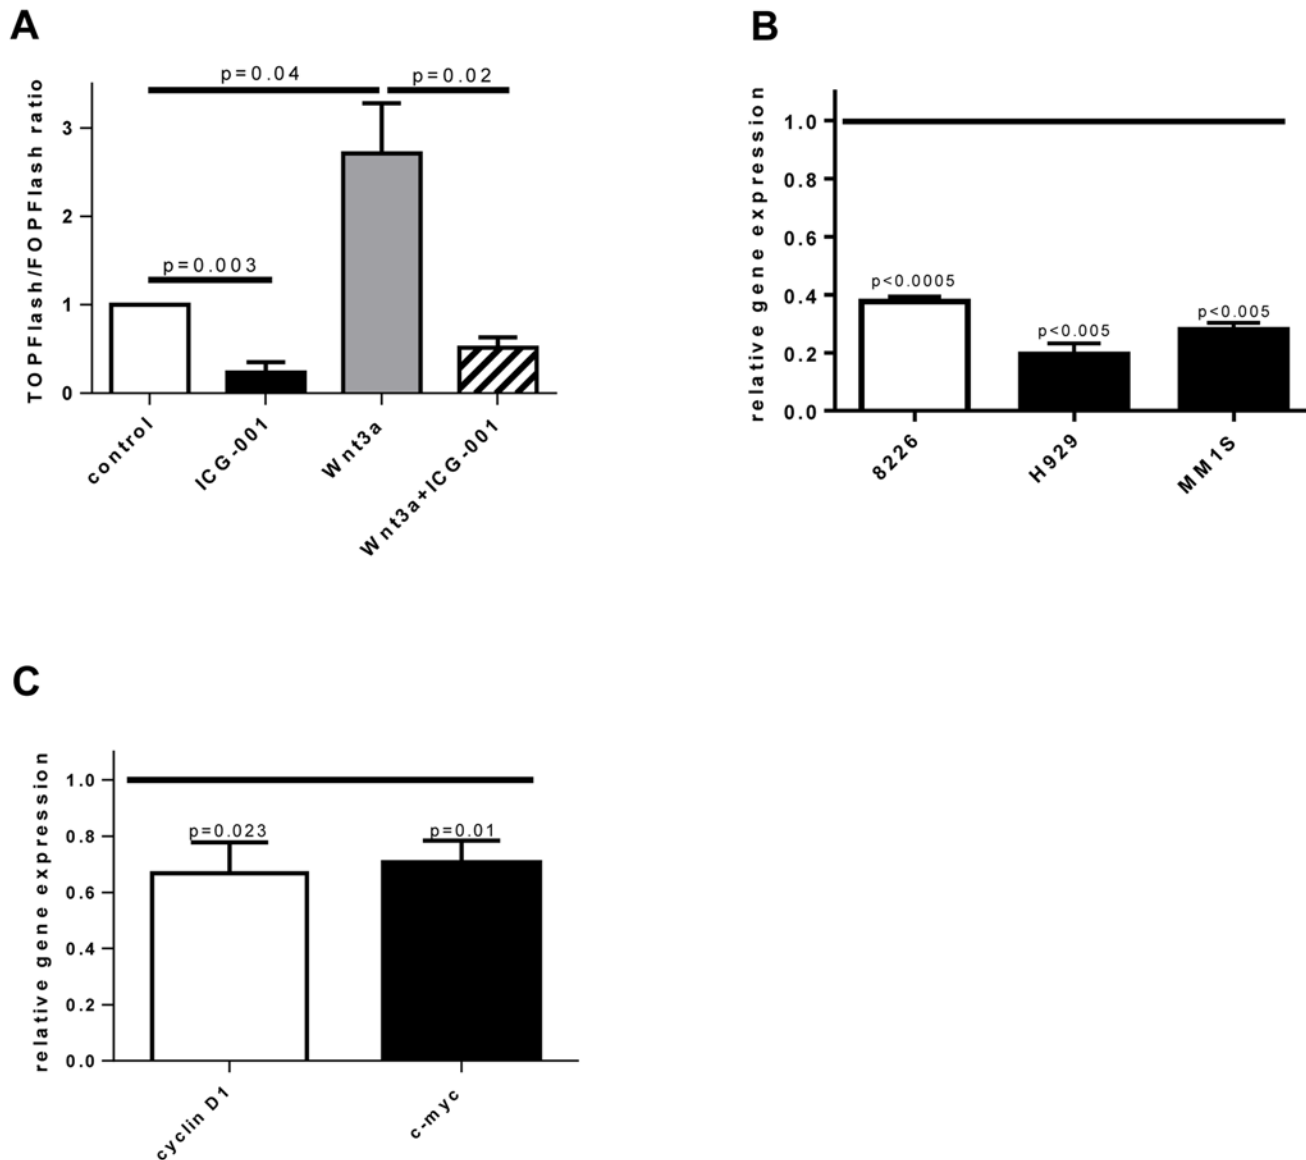 A
TOPFlash/FOPFlash ratio
3
2
1
0
p=0.04
p=0.02
p=0.003
control
ICG-001
Wnt3a
Wnt3a+ICG-001
B
relative gene expression
1.0
0.8
0.6
0.4
0.2
0.0
p<0.0005
p<0.005
p<0.005
8226
H929
MM1S
C
relative gene expression
1.0
0.8
0.6
0.4
0.2
0.0
p=0.023
p=0.01
cyclin D1
c-myc